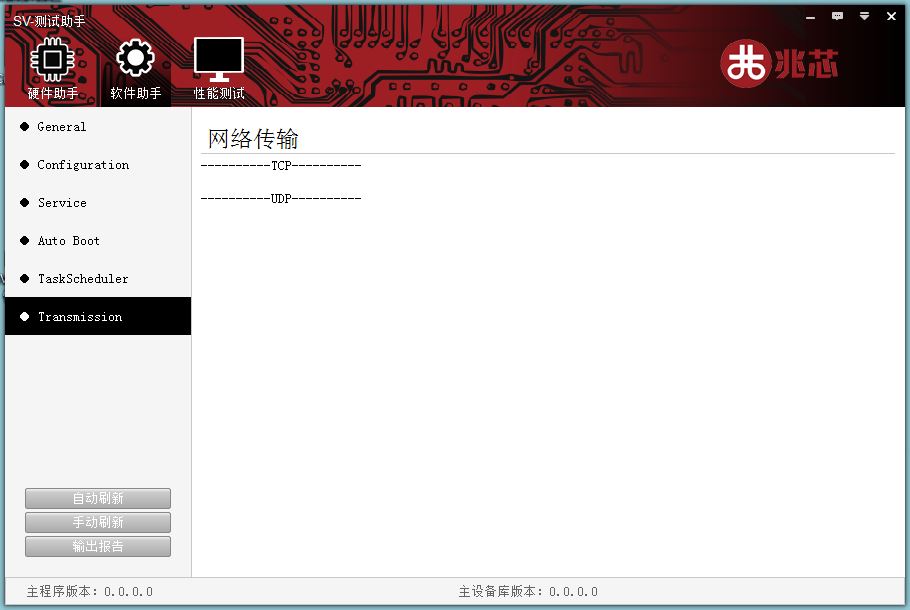 SV-测试助手
兆芯
硬件助手
软件助手
性能测试
General
Configuration
Service
Auto Boot
TaskScheduler
Transmission
网络传输
----------TCP----------
----------UDP----------
自动刷新
手动刷新
输出报告
主程序版本：0.0.0.0
主设备库版本：0.0.0.0